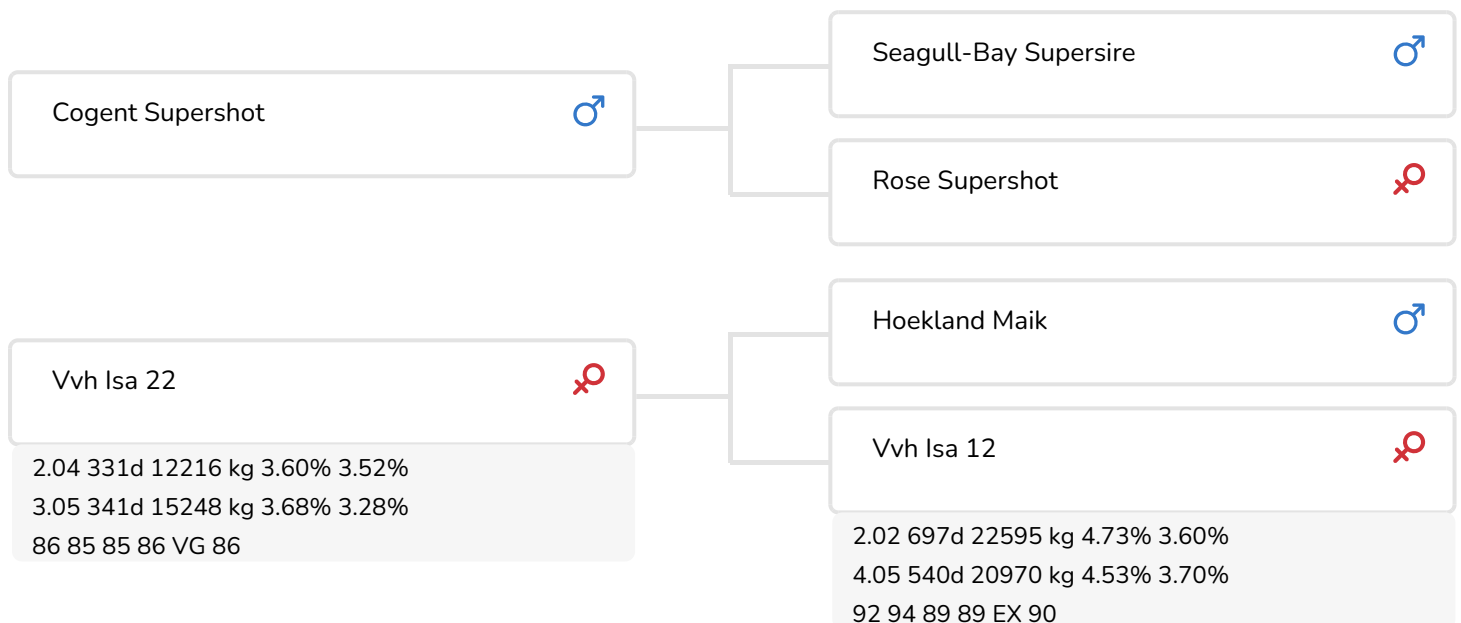 Cogent Supershot
Seagull-Bay Supersire
Rose Supershot
Vvh Isa 22
2.04 331d 12216 kg 3.60% 3.52%
3.05 341d 15248 kg 3.68% 3.28%
86 85 85 86 VG 86
Hoekland Maik
Vvh Isa 12
2.02 697d 22595 kg 4.73% 3.60%
4.05 540d 20970 kg 4.53% 3.70%
92 94 89 89 EX 90